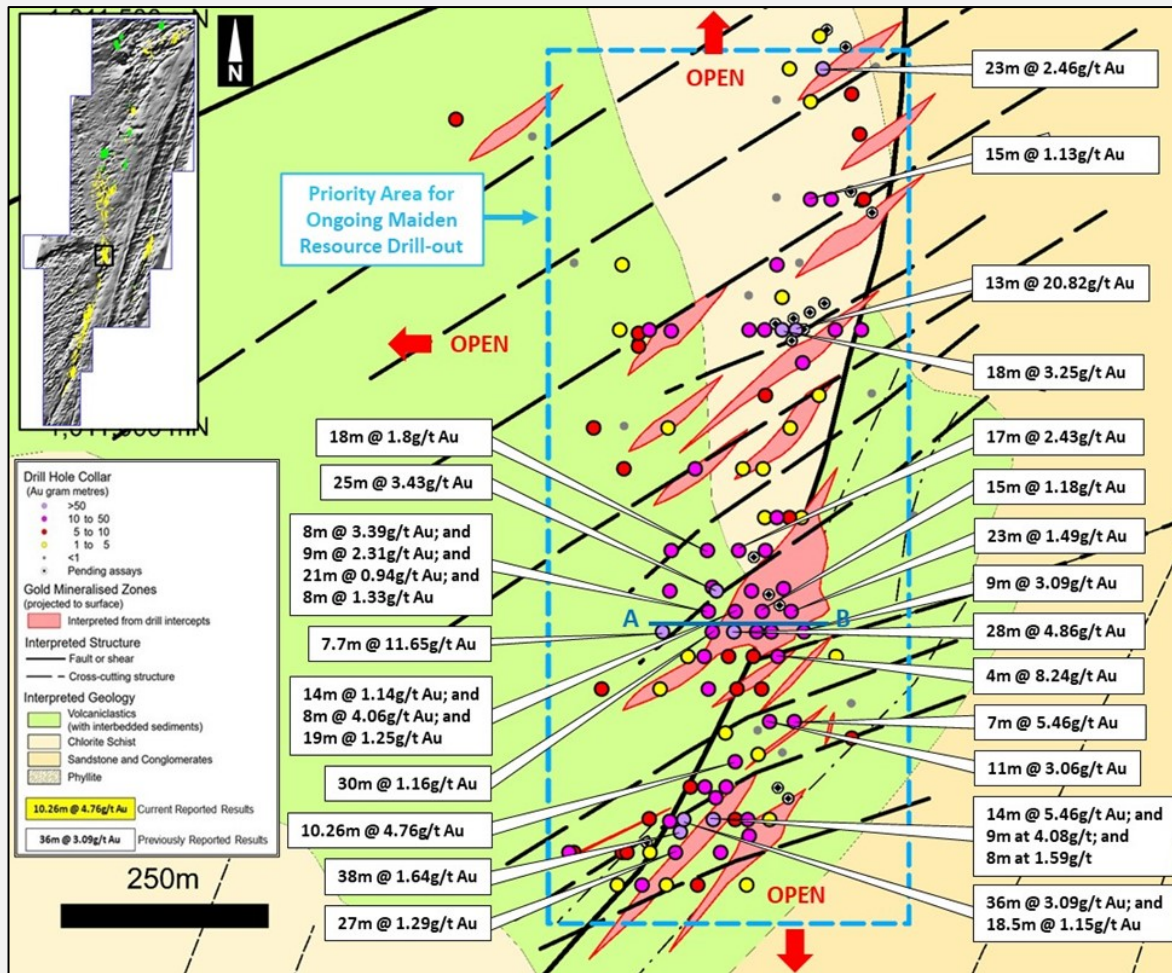 N
OPEN
23m @ 2.46g/t Au
15m @ 1.13g/t Au
Priority Area for
Ongoing Maiden
Resource Drill-out
13m @ 20.82g/t Au
OPEN
18m @ 3.25g/t Au
18m @ 1.8g/t Au
17m @ 2.43g/t Au
25m @ 3.43g/t Au
15m @ 1.18g/t Au
8m @ 3.39g/t Au; and
9m @ 2.31g/t Au; and
21m @ 0.94g/t Au; and
8m @ 1.33g/t Au
23m @ 1.49g/t Au
9m @ 3.09g/t Au
A
B
7.7m @ 11.65g/t Au
28m @ 4.86g/t Au
4m @ 8.24g/t Au
14m @ 1.14g/t Au; and
8m @ 4.06g/t Au; and
19m @ 1.25g/t Au
7m @ 5.46g/t Au
30m @ 1.16g/t Au
11m @ 3.06g/t Au
10.26m @ 4.76g/t Au
14m @ 5.46g/t Au; and
9m at 4.08g/t; and
8m at 1.59g/t
38m @ 1.64g/t Au
27m @ 1.29g/t Au
36m @ 3.09g/t Au; and
18.5m @ 1.15g/t Au
OPEN
Drill Hole Collar
(Au gram metres)
>50
10 to 50
5 to 10
1 to 5
<1
Pending assays
Gold Mineralised Zones
(projected to surface)
Interpreted from drill intercepts
Interpreted Structure
Fault or shear
Cross-cutting structure
Interpreted Geology
Volcaniclastics
(with interbedded sediments)
Chlorite Schist
Sandstone and Conglomerates
Phyllite
10.26m @ 4.76g/t Au Current Reported Results
36m @ 3.09g/t Au Previously Reported Results
250m